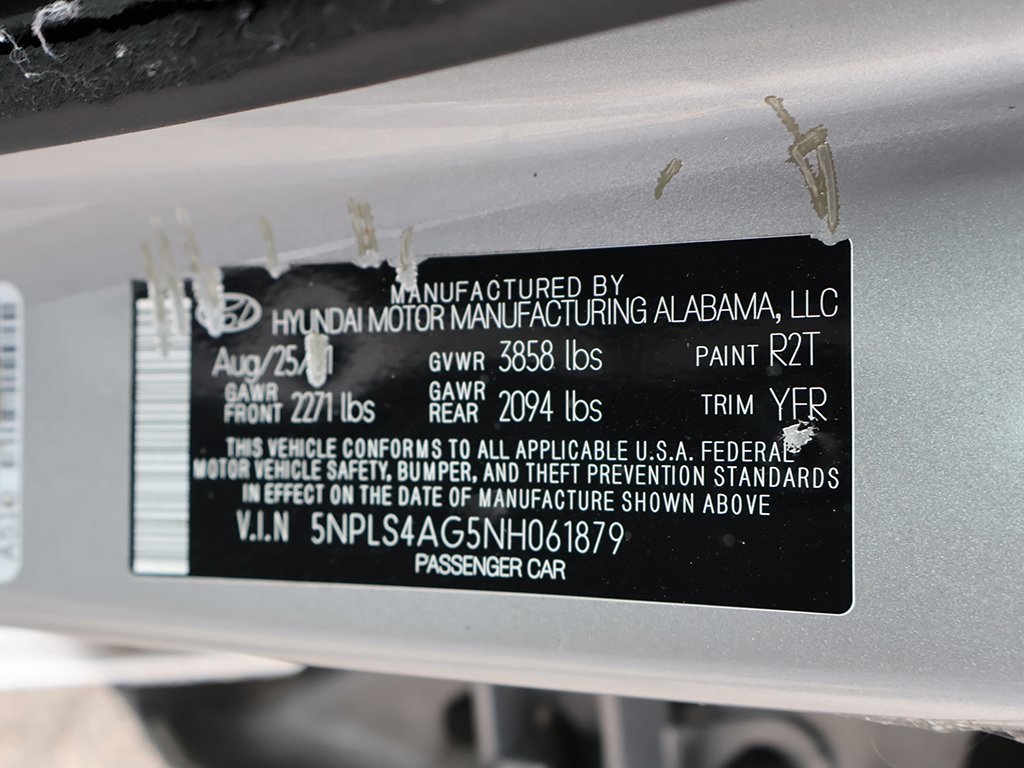 MANUFACTURED BY
HYUNDAI MOTOR MANUFACTURING ALABAMA, LLC
GVWR 3858 lbs PAINT R2T
GAWR FRONT 2271 lbs GAWR REAR 2094 lbs TRIM YFR
THIS VEHICLE CONFORMS TO ALL APPLICABLE U.S.A. FEDERAL
MOTOR VEHICLE SAFETY, BUMPER, AND THEFT PREVENTION STANDARDS
IN EFFECT ON THE DATE OF MANUFACTURE SHOWN ABOVE
V.I.N 5NPLS4AG5NH061879
PASSENGER CAR